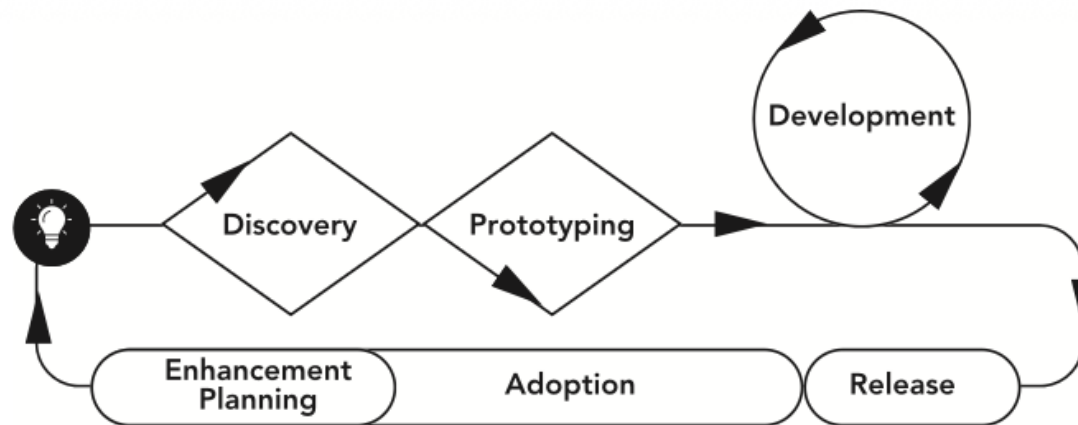 Development
Discovery
Prototyping
Enhancement
Planning
Adoption
Release